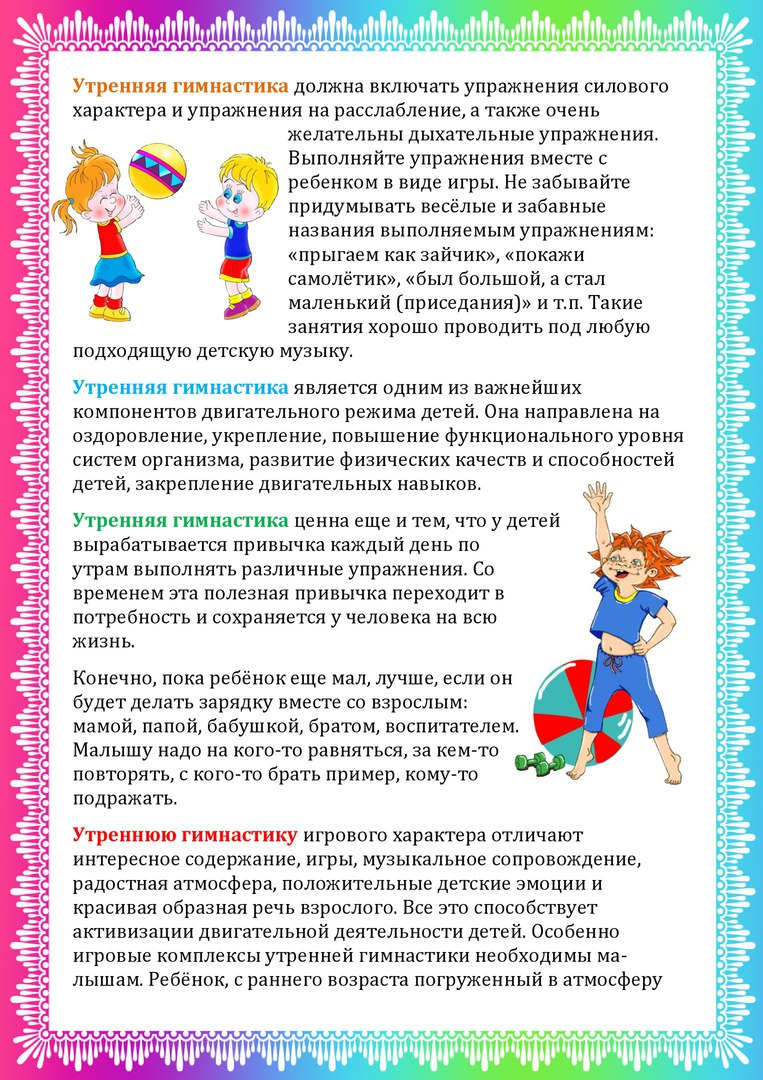 Утренняя гимнастика должна включать упражнения силового
характера и упражнения на расслабление, а также очень
желательны дыхательные упражнения.
Выполняйте упражнения вместе с
ребенком в виде игры. Не забывайте
придумывать весёлые и забавные
названия выполняемым упражнениям:
«прыгаем как зайчик», «покажи
самолётик», «был большой, а стал
маленький (приседания)» и т.п. Такие
занятия хорошо проводить под любую
подходящую детскую музыку.
Утренняя гимнастика является одним из важнейших
компонентов двигательного режима детей. Она направлена на
оздоровление, укрепление, повышение функционального уровня
систем организма, развитие физических качеств и способностей
детей, закрепление двигательных навыков.
Утренняя гимнастика ценна еще и тем, что у детей
вырабатывается привычка каждый день по
утрам выполнять различные упражнения. Со
временем эта полезная привычка переходит в
потребность и сохраняется у человека на всю
жизнь.
Конечно, пока ребёнок еще мал, лучше, если он
будет делать зарядку вместе со взрослым:
мамой, папой, бабушкой, братом, воспитателем.
Малышу надо на кого-то равняться, за кем-то
повторять, с кого-то брать пример, кому-то
подражать.
Утреннюю гимнастику игрового характера отличают
интересное содержание, игры, музыкальное сопровождение,
радостная атмосфера, положительные детские эмоции и
красивая образная речь взрослого. Все это способствует
активизации двигательной деятельности детей. Особенно
игровые комплексы утренней гимнастики необходимы ма-
лышам. Ребёнок, с раннего возраста погруженный в атмосферу